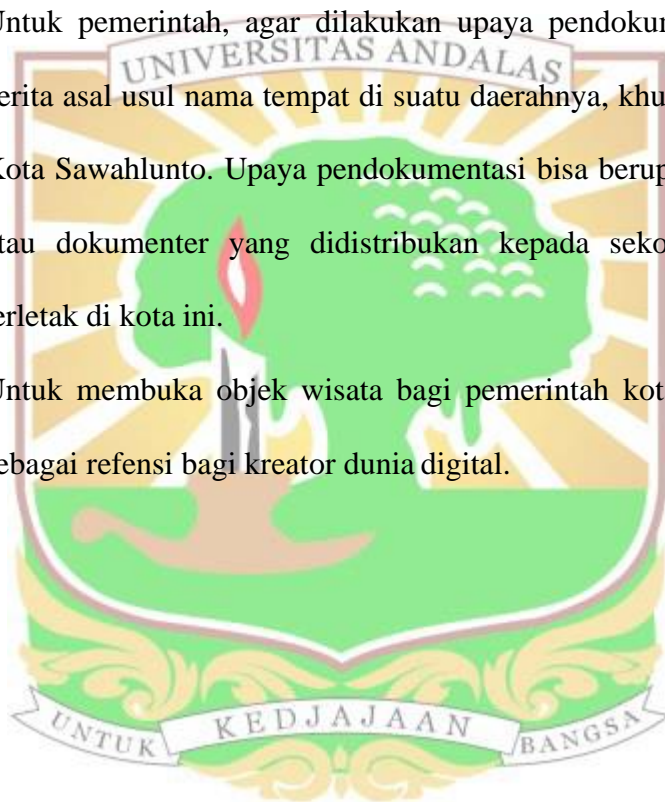 Untuk pemerintah, agar dilakukan upaya pendokum
UNIVERSITAS ANDALAS
erita asal usul nama tempat di suatu daerahnya, khu
Kota Sawahlunto. Upaya pendokumentasi bisa berup
tau dokumenter yang didistribukan kepada seko
erletak di kota ini.
Untuk membuka objek wisata bagi pemerintah kot
ebagai refensi bagi kreator dunia digital.
UNTUK KEDJAJAAN BANGSA